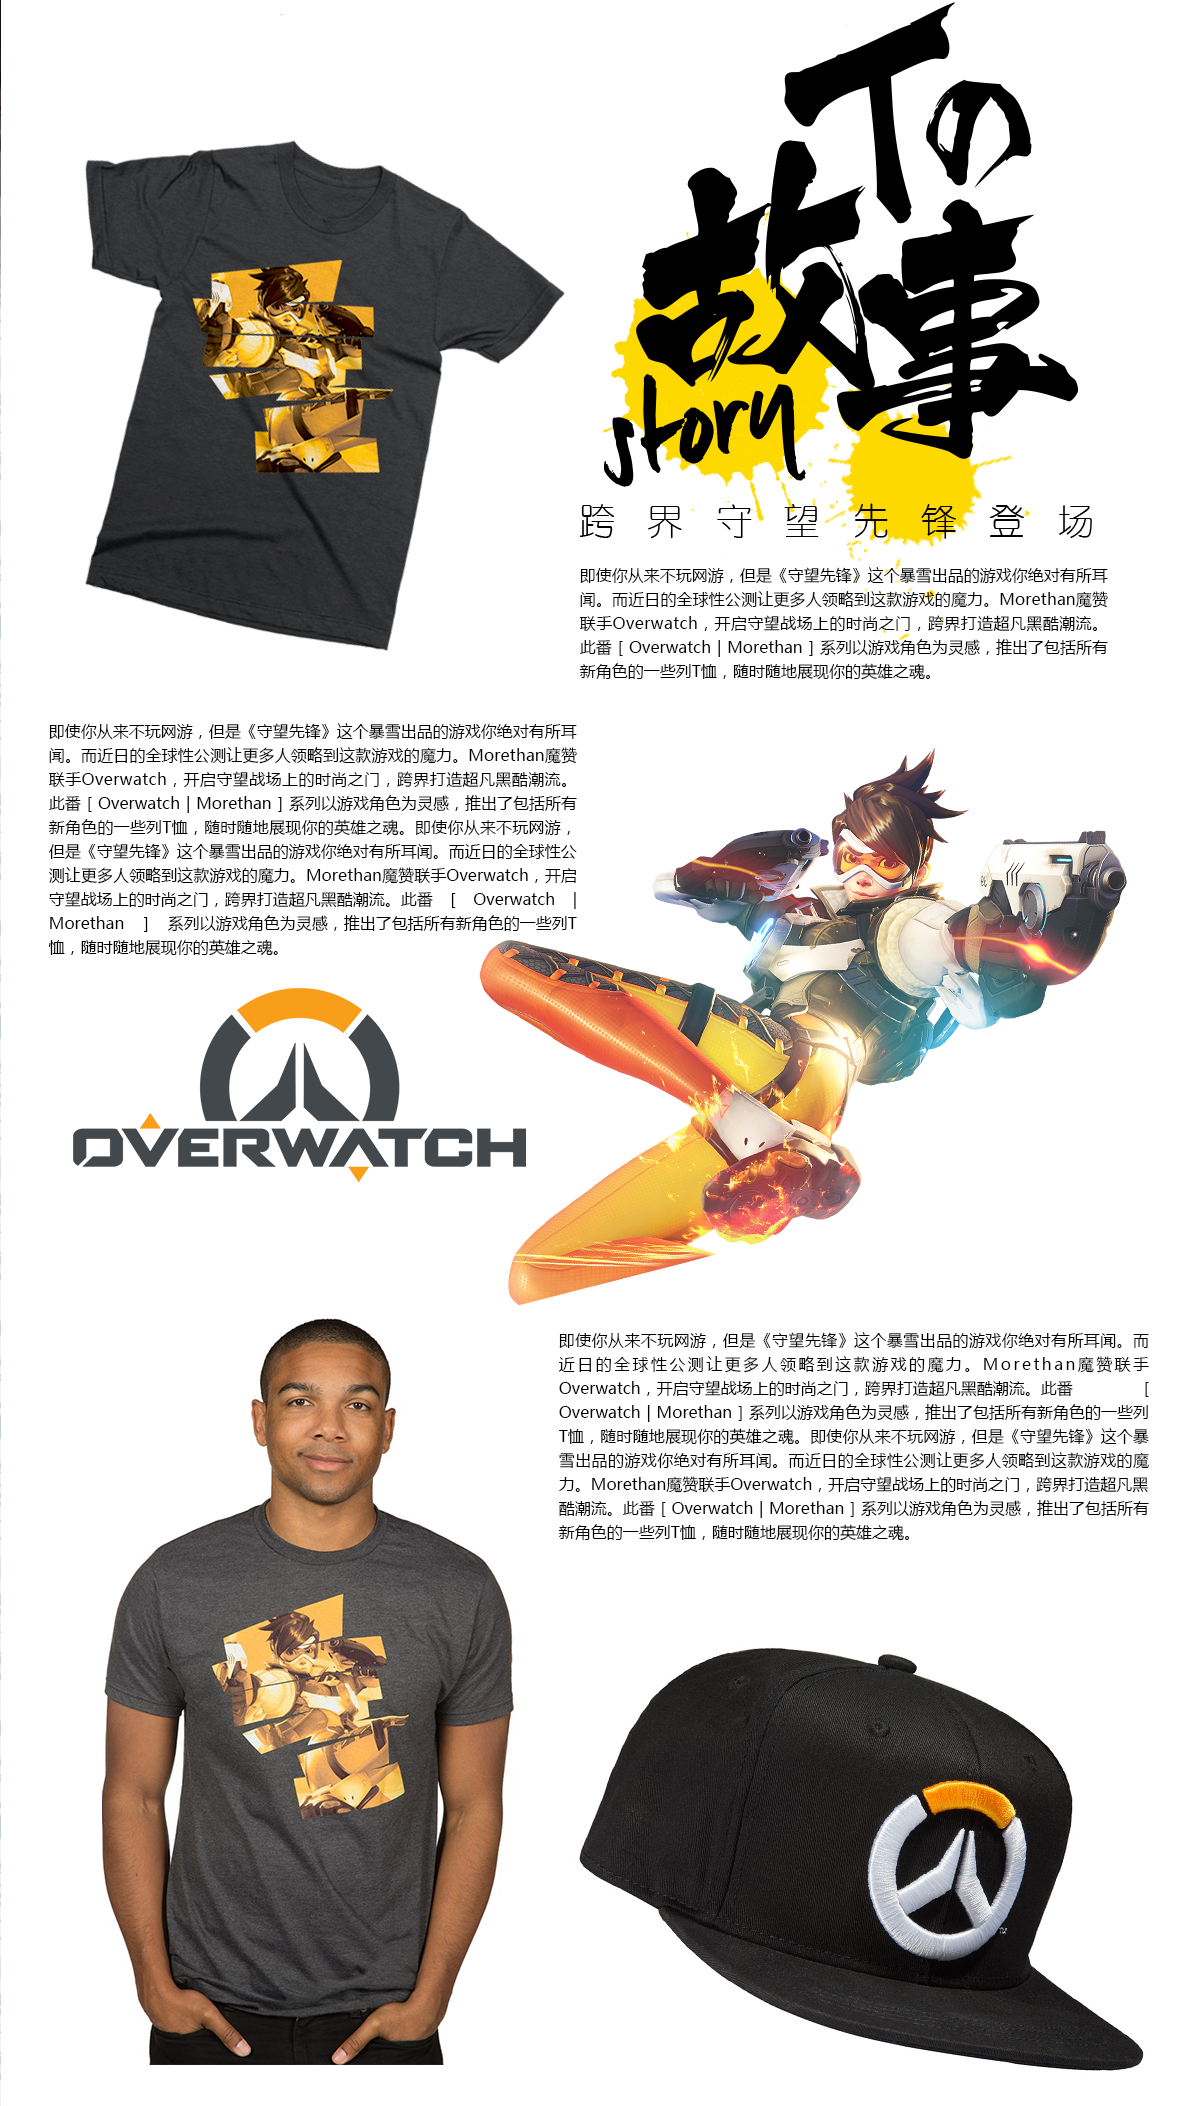 Tの
故事
story
跨界守望先锋登场
即使你从来不玩网游，但是《守望先锋》这个暴雪出品的游戏你绝对有所耳
闻。而近日的全球性公测让更多人领略到这款游戏的魔力。Morethan魔赞
联手Overwatch，开启守望战场上的时尚之门，跨界打造超凡黑酷潮流。
此番 [ Overwatch | Morethan ] 系列以游戏角色为灵感，推出了包括所有
新角色的一些列T恤，随时随地展现你的英雄之魂。
即使你从来不玩网游，但是《守望先锋》这个暴雪出品的游戏你绝对有所耳
闻。而近日的全球性公测让更多人领略到这款游戏的魔力。Morethan魔赞
联手Overwatch，开启守望战场上的时尚之门，跨界打造超凡黑酷潮流。
此番 [ Overwatch | Morethan ] 系列以游戏角色为灵感，推出了包括所有
新角色的一些列T恤，随时随地展现你的英雄之魂。即使你从来不玩网游，
但是《守望先锋》这个暴雪出品的游戏你绝对有所耳闻。而近日的全球性公
测让更多人领略到这款游戏的魔力。Morethan魔赞联手Overwatch，开启
守望战场上的时尚之门，跨界打造超凡黑酷潮流。此番 [ Overwatch |
Morethan ] 系列以游戏角色为灵感，推出了包括所有新角色的一些列T
恤，随时随地展现你的英雄之魂。
OVERWATCH
即使你从来不玩网游，但是《守望先锋》这个暴雪出品的游戏你绝对有所耳闻。而
近日的全球性公测让更多人领略到这款游戏的魔力。Morethan魔赞联手
Overwatch，开启守望战场上的时尚之门，跨界打造超凡黑酷潮流。此番 [
Overwatch | Morethan ] 系列以游戏角色为灵感，推出了包括所有新角色的一些列
T恤，随时随地展现你的英雄之魂。即使你从来不玩网游，但是《守望先锋》这个暴
雪出品的游戏你绝对有所耳闻。而近日的全球性公测让更多人领略到这款游戏的魔
力。Morethan魔赞联手Overwatch，开启守望战场上的时尚之门，跨界打造超凡黑
酷潮流。此番 [ Overwatch | Morethan ] 系列以游戏角色为灵感，推出了包括所有
新角色的一些列T恤，随时随地展现你的英雄之魂。
TM